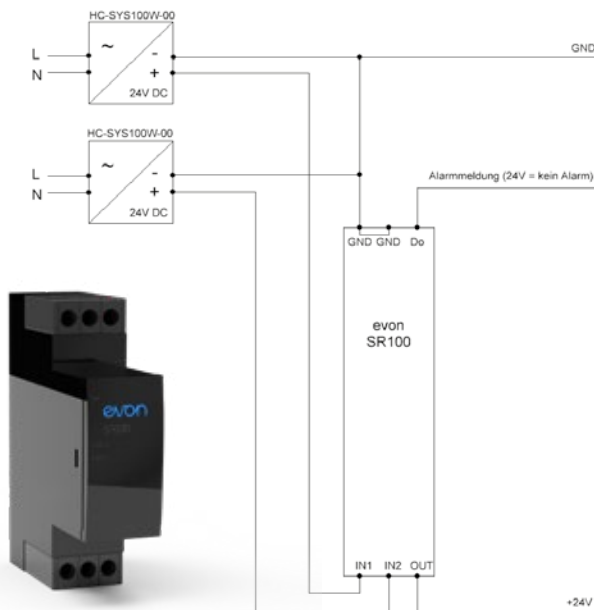 HC-SYS100W-00
L
N
~
-
+
24V DC
GND
HC-SYS100W-00
L
N
~
-
+
24V DC
Alarmmeldung (24V = kein Alarm)
GND GND Do
evon
SR100
evon
IN1 IN2 OUT
+24V